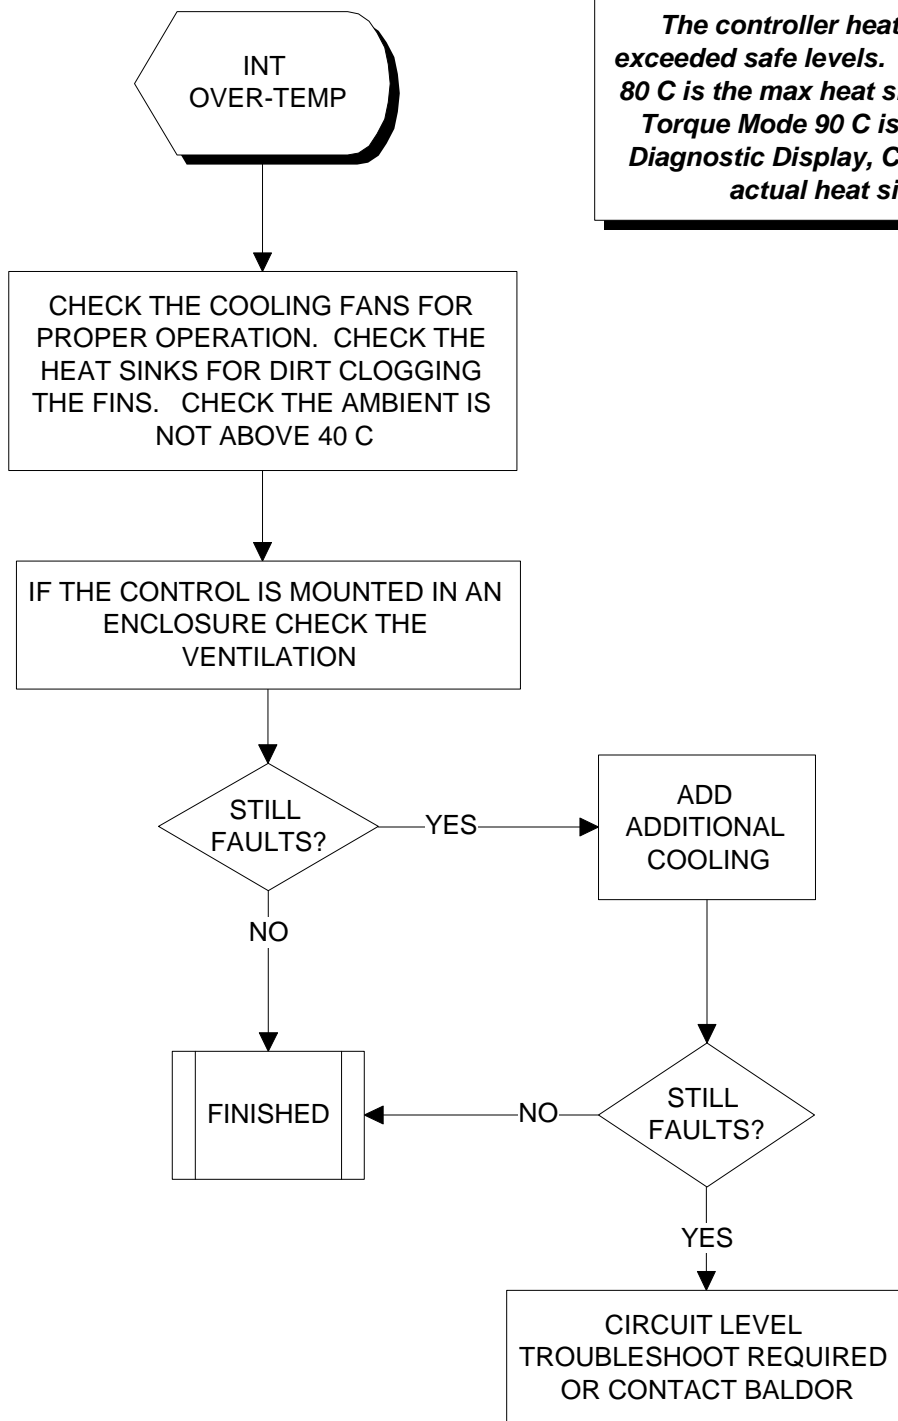 INT
OVER-TEMP
The controller heat
exceeded safe levels.
80 C is the max heat
Torque Mode 90 C is
Diagnostic Display,
actual heat
CHECK THE COOLING FANS FOR
PROPER OPERATION. CHECK THE
HEAT SINKS FOR DIRT CLOGGING
THE FINS. CHECK THE AMBIENT IS
NOT ABOVE 40 C
IF THE CONTROL IS MOUNTED IN AN
ENCLOSURE CHECK THE
VENTILATION
STILL
FAULTS?
YES
ADD
ADDITIONAL
COOLING
NO
FINISHED
NO
STILL
FAULTS?
YES
CIRCUIT LEVEL
TROUBLESHOOT REQUIRED
OR CONTACT BALDOR